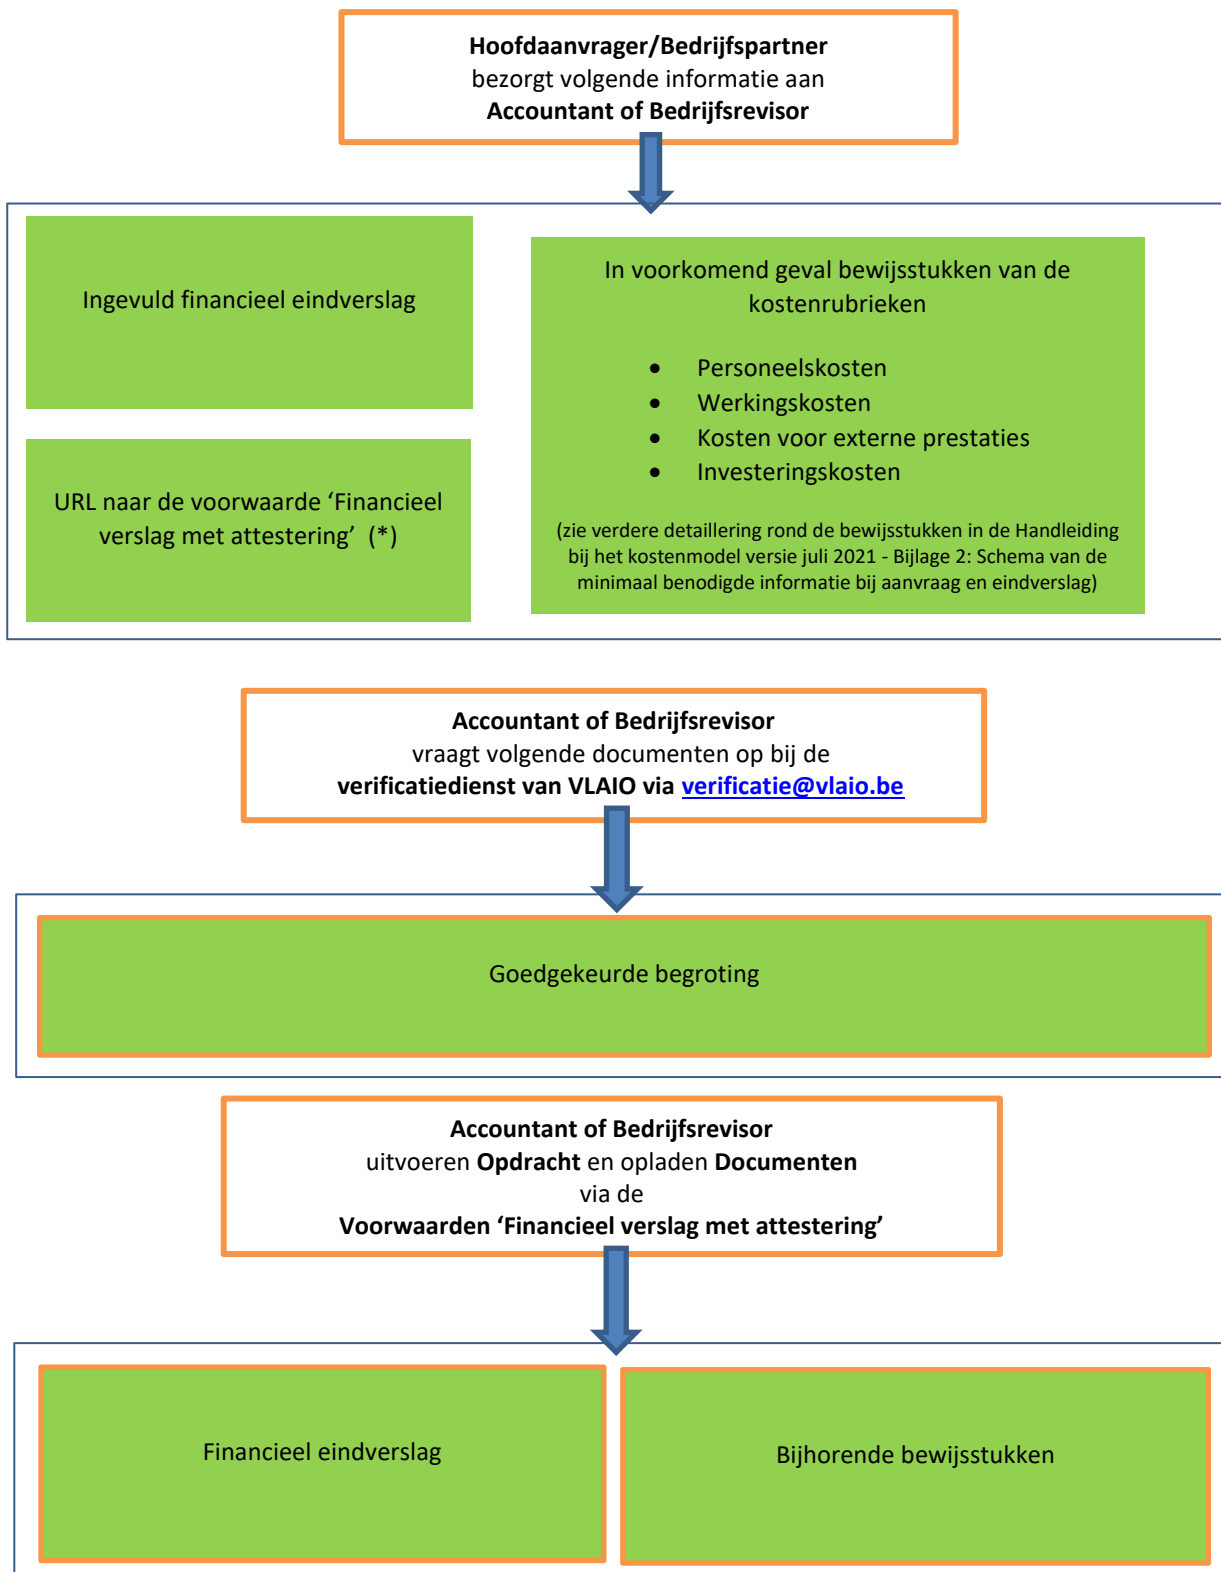 Hoofdaanvrager/Bedrijfspartner
bezorgt volgende informatie aan
Accountant of Bedrijfsrevisor
Ingevuld financieel eindverslag
URL naar de voorwaarde ‘Financieel
verslag met attestering’ (*)
In voorkomend geval bewijsstukken van de
kostenrubrieken
• Personeelskosten
• Werkingskosten
• Kosten voor externe prestaties
• Investeringskosten
(zie verdere detaillering rond de bewijsstukken in de Handleiding
bij het kostenmodel versie juli 2021 - Bijlage 2: Schema van de
minimaal benodigde informatie bij aanvraag en eindverslag)
Accountant of Bedrijfsrevisor
vraagt volgende documenten op bij de
verificatiedienst van VLAIO via verificatie@vlaio.be
Goedgekeurde begroting
Accountant of Bedrijfsrevisor
uitvoeren Opdracht en opladen Documenten
via de
Voorwaarden ‘Financieel verslag met attestering’
Financieel eindverslag
Bijhorende bewijsstukken